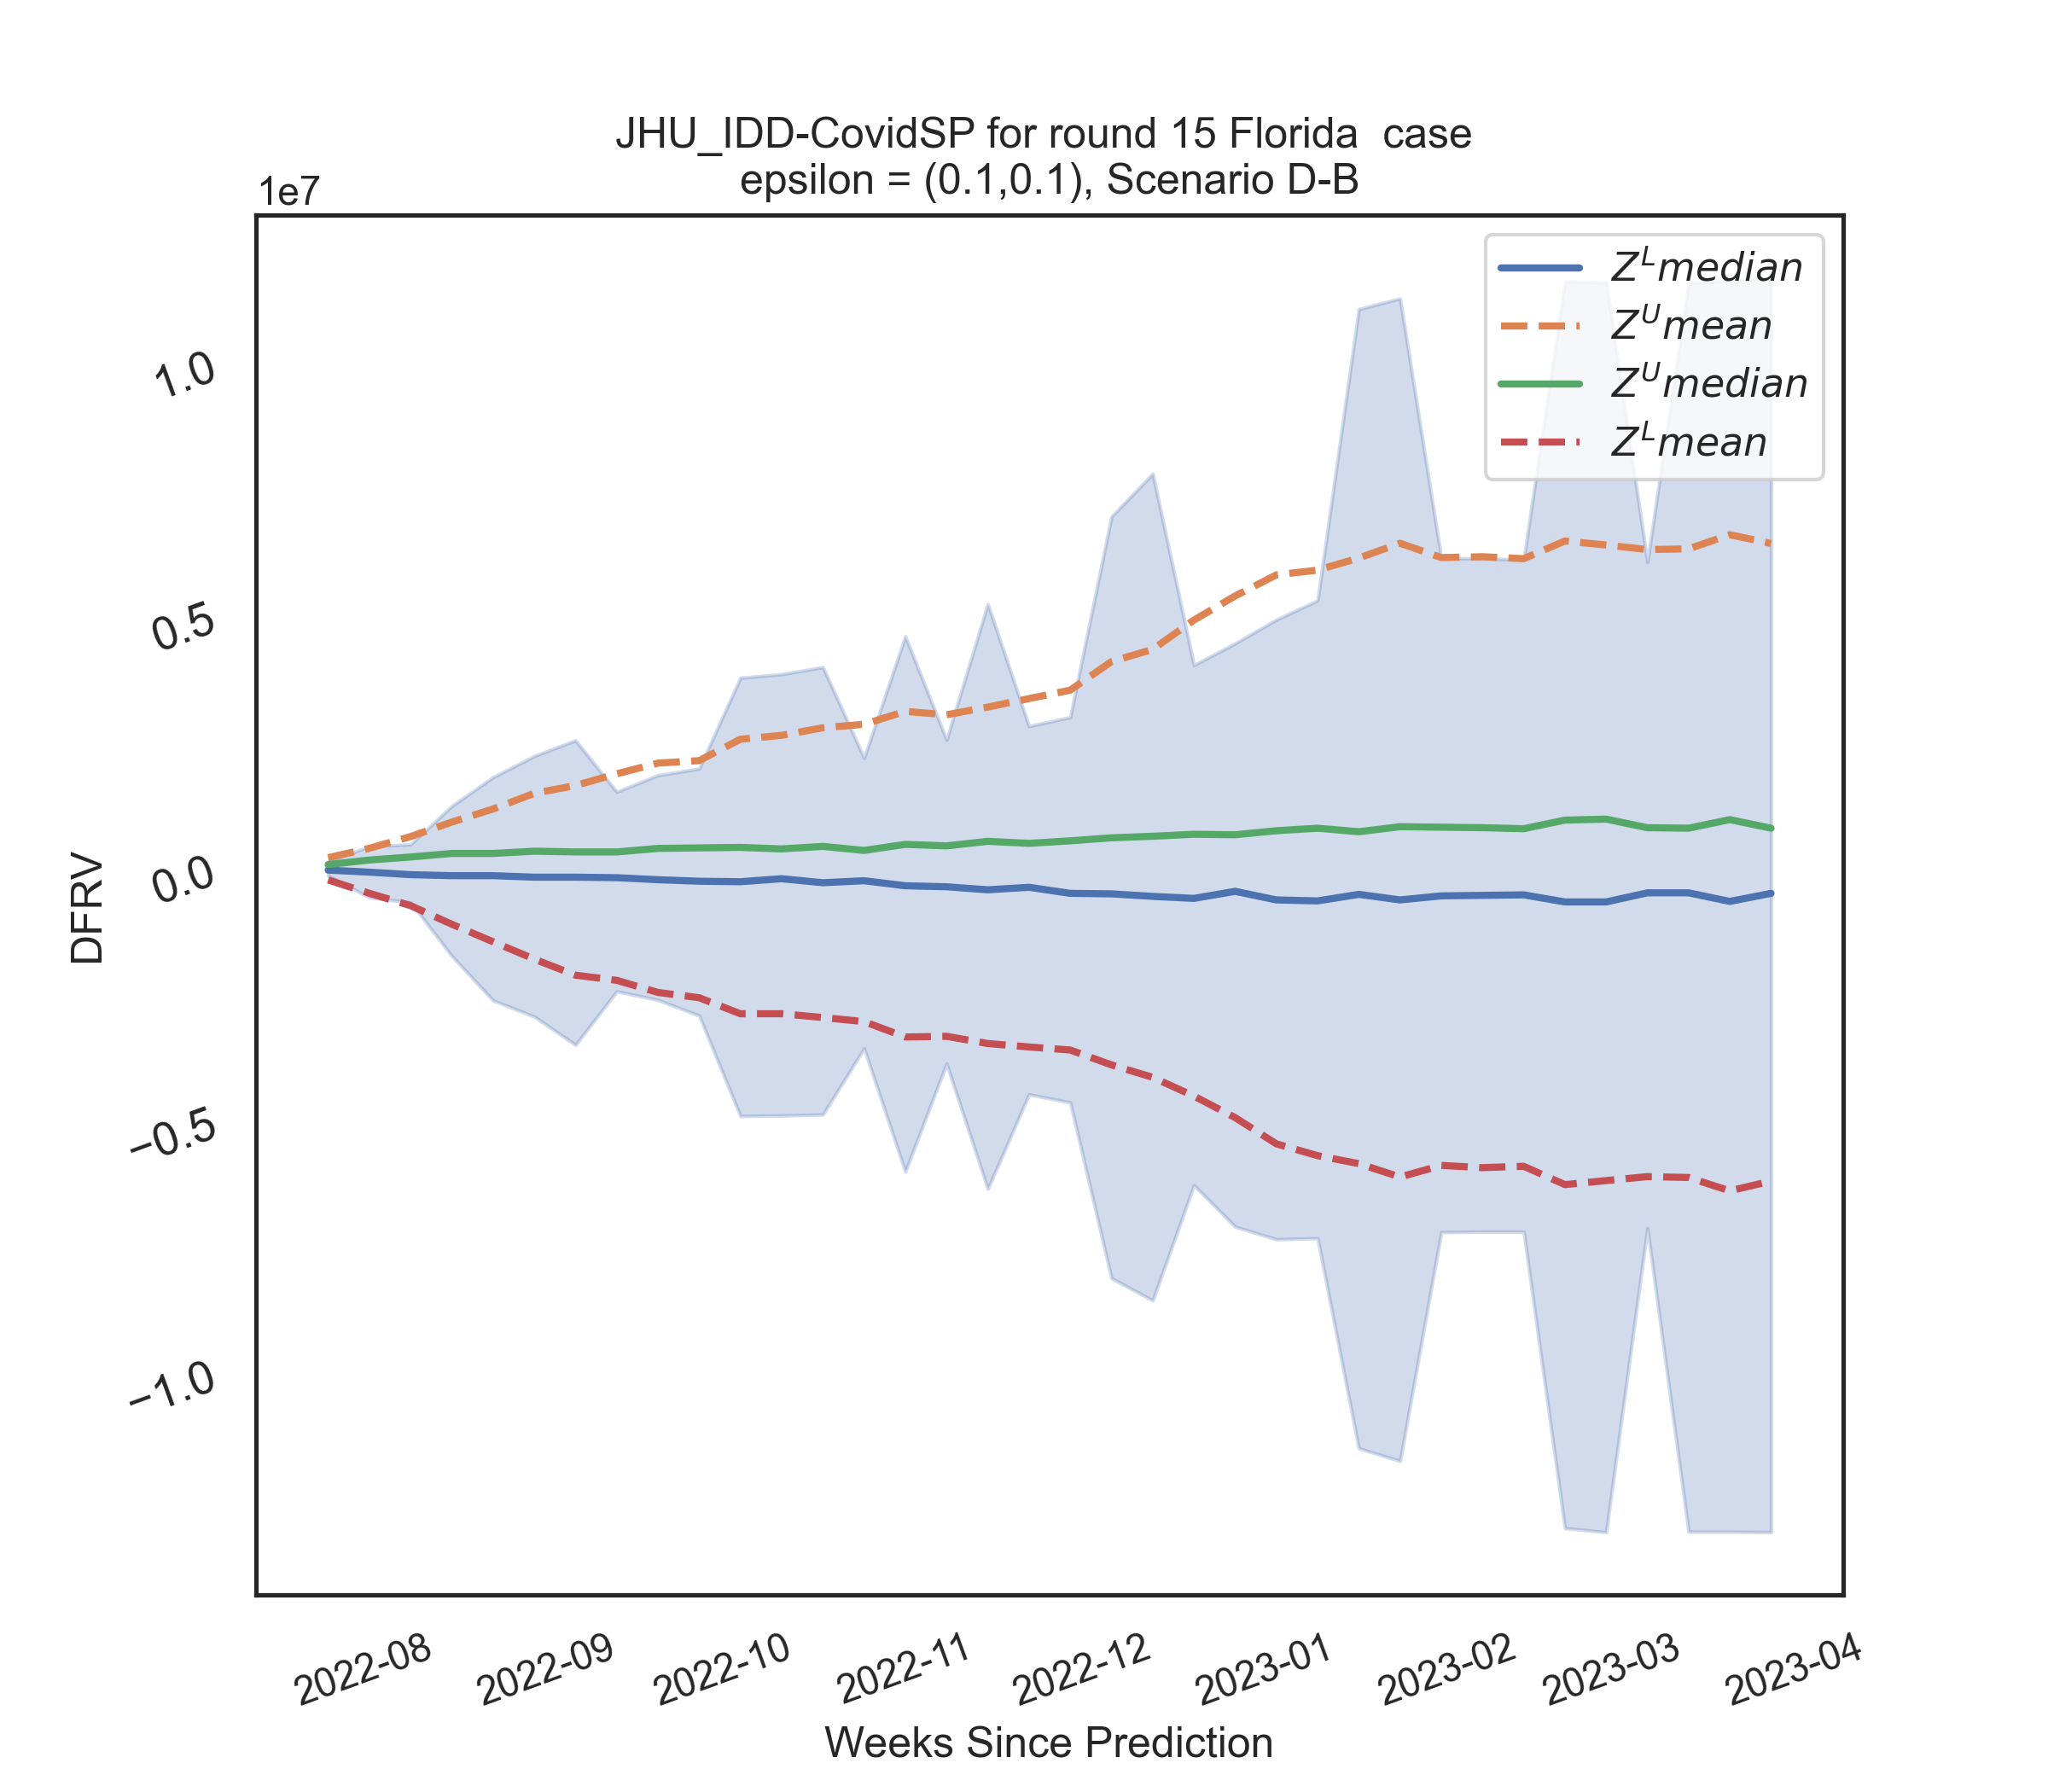 JHU_IDD-CovidSP for round 15 Florida  case
epsilon = (0.1,0.1), Scenario D-B
1e7
Z^L median
Z^U mean
Z^U median
Z^L mean
1.0
0.5
0.0
−0.5
−1.0
DFRV
2022-08
2022-09
2022-10
2022-11
2022-12
2023-01
2023-02
2023-03
2023-04
Weeks Since Prediction